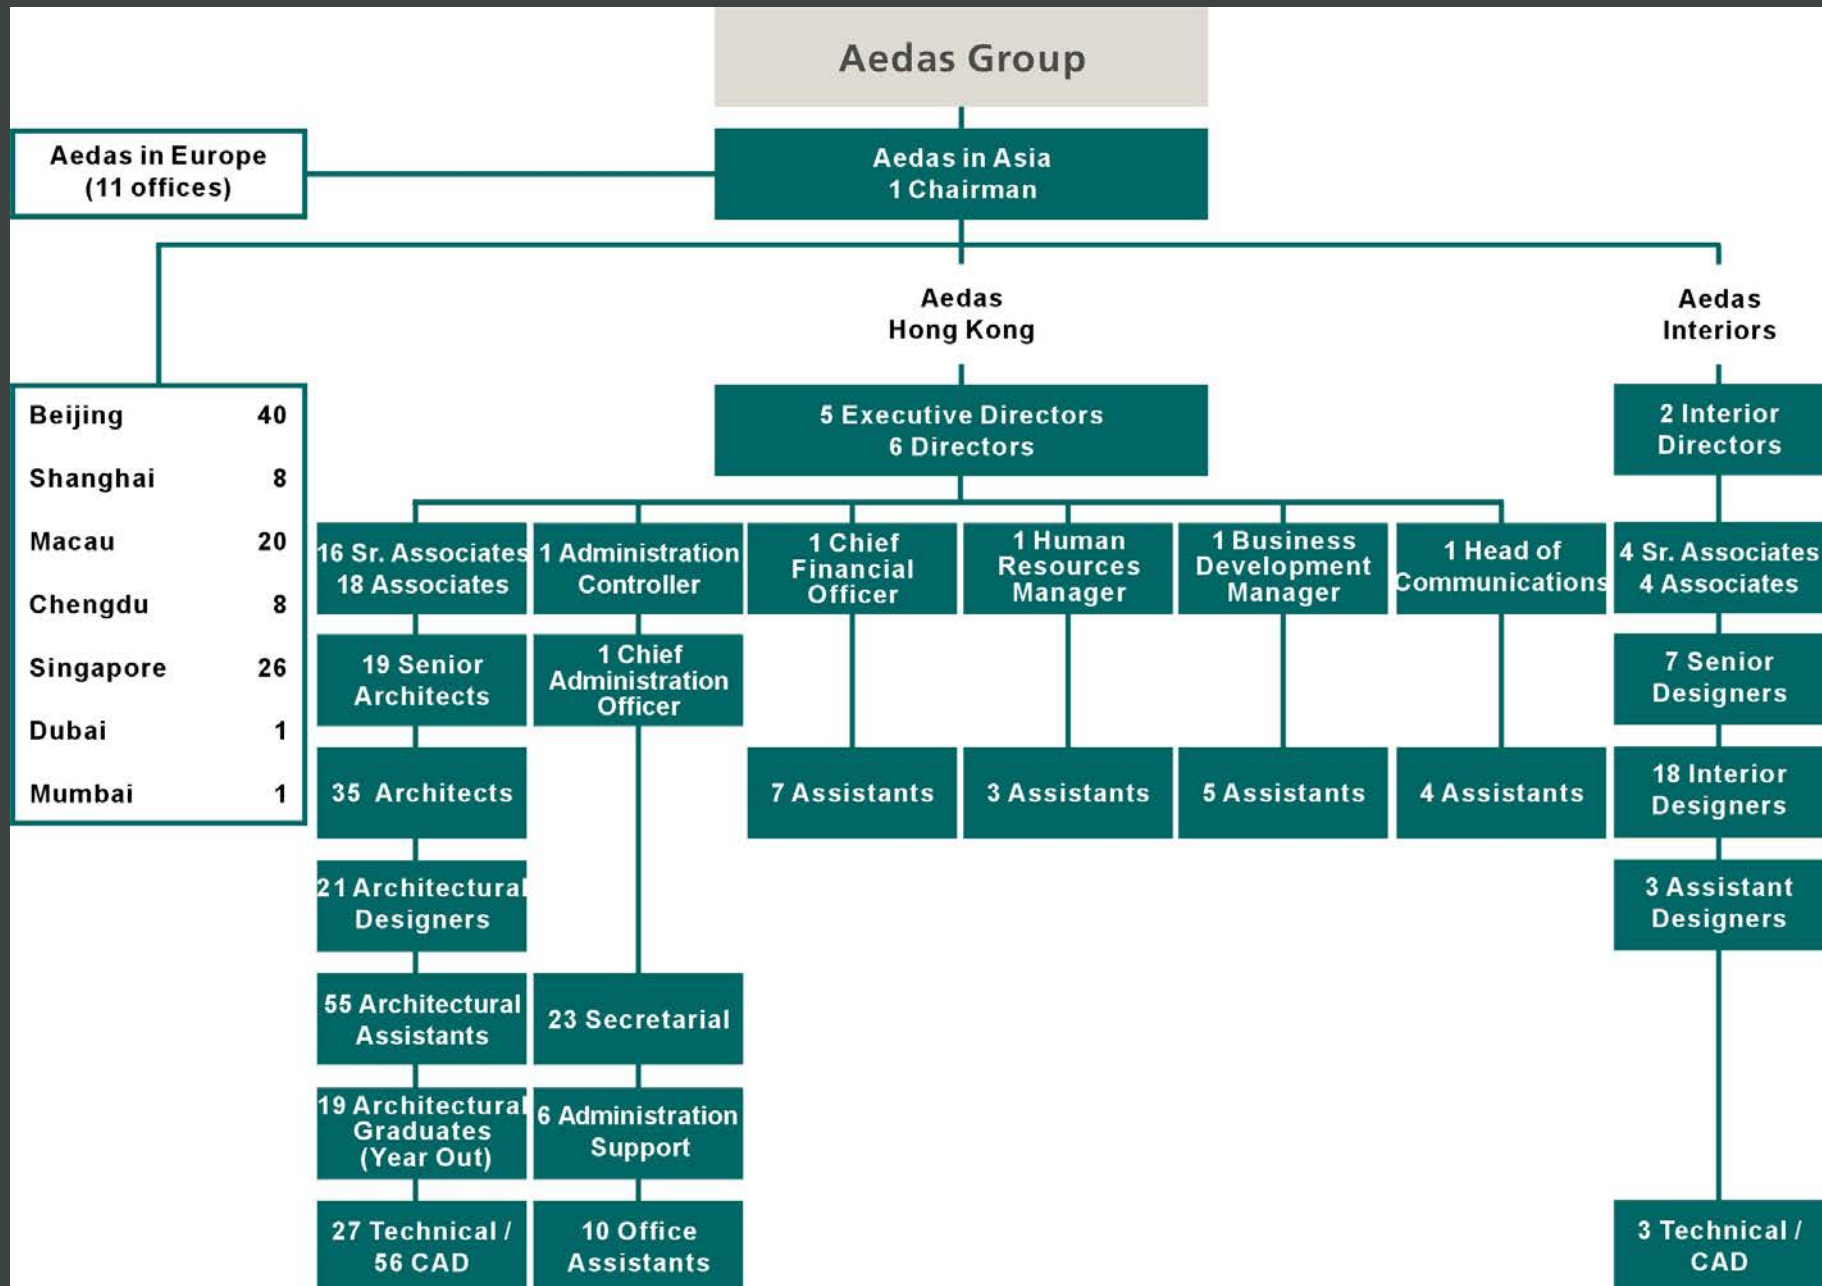 Aedas Group
Aedas in Europe
(11 offices)
Aedas in Asia
1 Chairman
Aedas
Hong Kong
Aedas
Interiors
Beijing 40
Shanghai 8
Macau 20
Chengdu 8
Singapore 26
Dubai 1
Mumbai 1
5 Executive Directors
6 Directors
2 Interior
Directors
16 Sr. Associates
18 Associates
1 Administration
Controller
1 Chief
Financial
Officer
1 Human
Resources
Manager
1 Business
Development
Manager
1 Head of
Communications
4 Sr. Associates
4 Associates
19 Senior
Architects
1 Chief
Administration
Officer
7 Senior
Designers
35 Architects
7 Assistants
3 Assistants
5 Assistants
4 Assistants
18 Interior
Designers
21 Architectural
Designers
3 Assistant
Designers
55 Architectural
Assistants
23 Secretarial
19 Architectural
Graduates
(Year Out)
6 Administration
Support
27 Technical /
56 CAD
10 Office
Assistants
3 Technical /
CAD